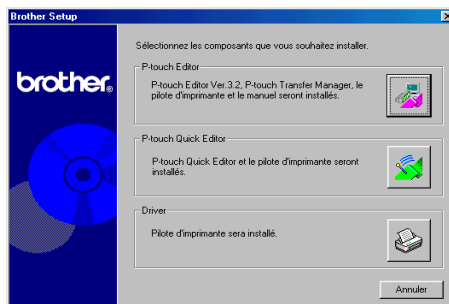 Brother Setup
brother®
Sélectionnez les composants que vous souhaitez installer.
P-touch Editor
P-touch Editor Ver.3.2, P-touch Transfer Manager, le
pilote d'imprimante et le manuel seront installés.
P-touch Quick Editor
P-touch Quick Editor et le pilote d'imprimante seront
installés.
Driver
Pilote d'imprimante sera installé.
Annuler